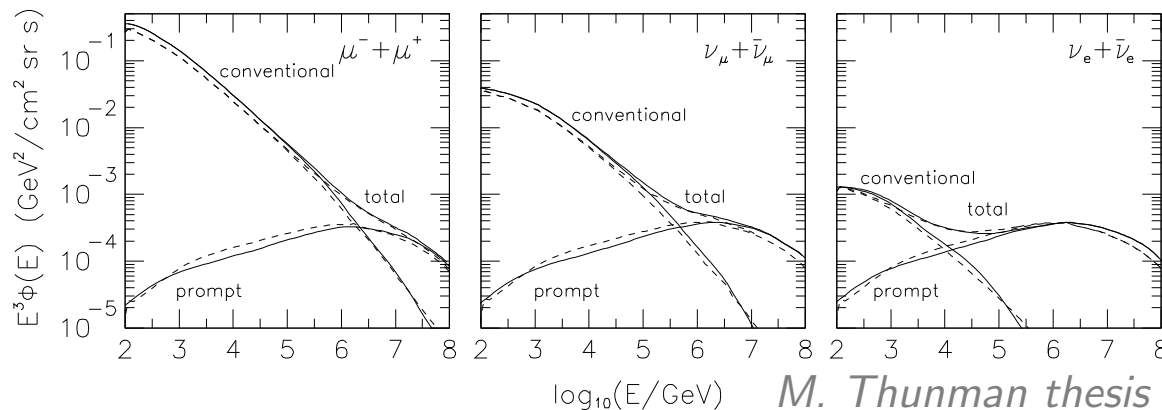 E³ϕ(E) (GeV²/cm² sr s)
10⁻¹
10⁻²
10⁻³
10⁻⁴
10⁻⁵
μ⁻+μ⁺
conventional
total
prompt
2 3 4 5 6 7 8
ν_μ+ν̄_μ
conventional
total
prompt
2 3 4 5 6 7 8
ν_e+ν̄_e
conventional
total
prompt
2 3 4 5 6 7 8
log₁₀(E/GeV)
M. Thunman thesis